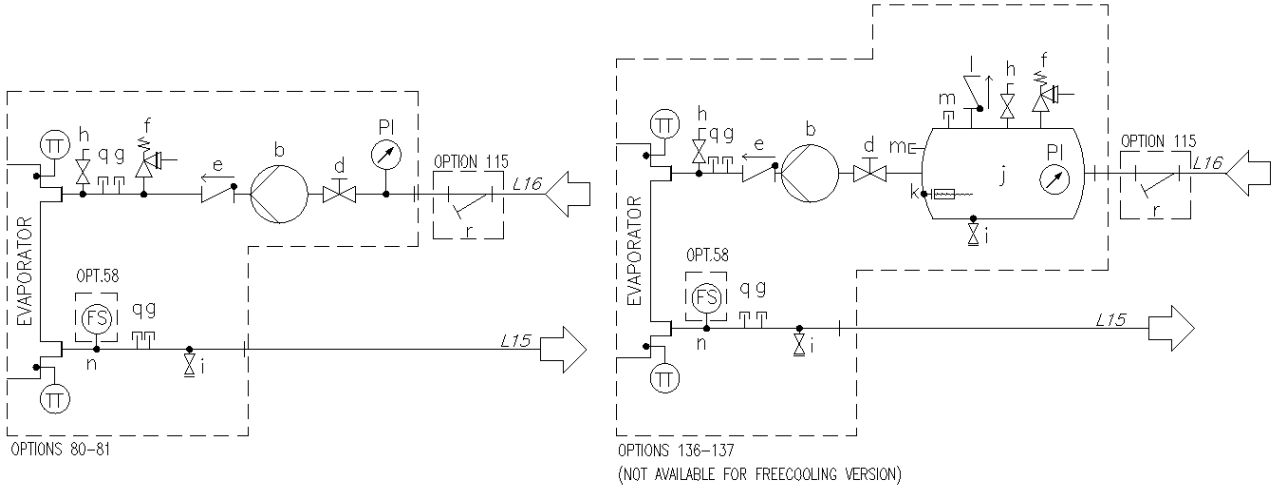 TT
h
q g
f
e
b
d
PI
OPTION 115
L16
r
EVAPORATOR
OPT.58
FS
n
q g
i
L15
TT
OPTIONS 80-81
TT
h
q g
e
b
d
m
m
l
h
f
k
j
PI
i
OPTION 115
L16
r
EVAPORATOR
OPT.58
FS
n
q g
i
L15
TT
OPTIONS 136-137
(NOT AVAILABLE FOR FREECOOLING VERSION)